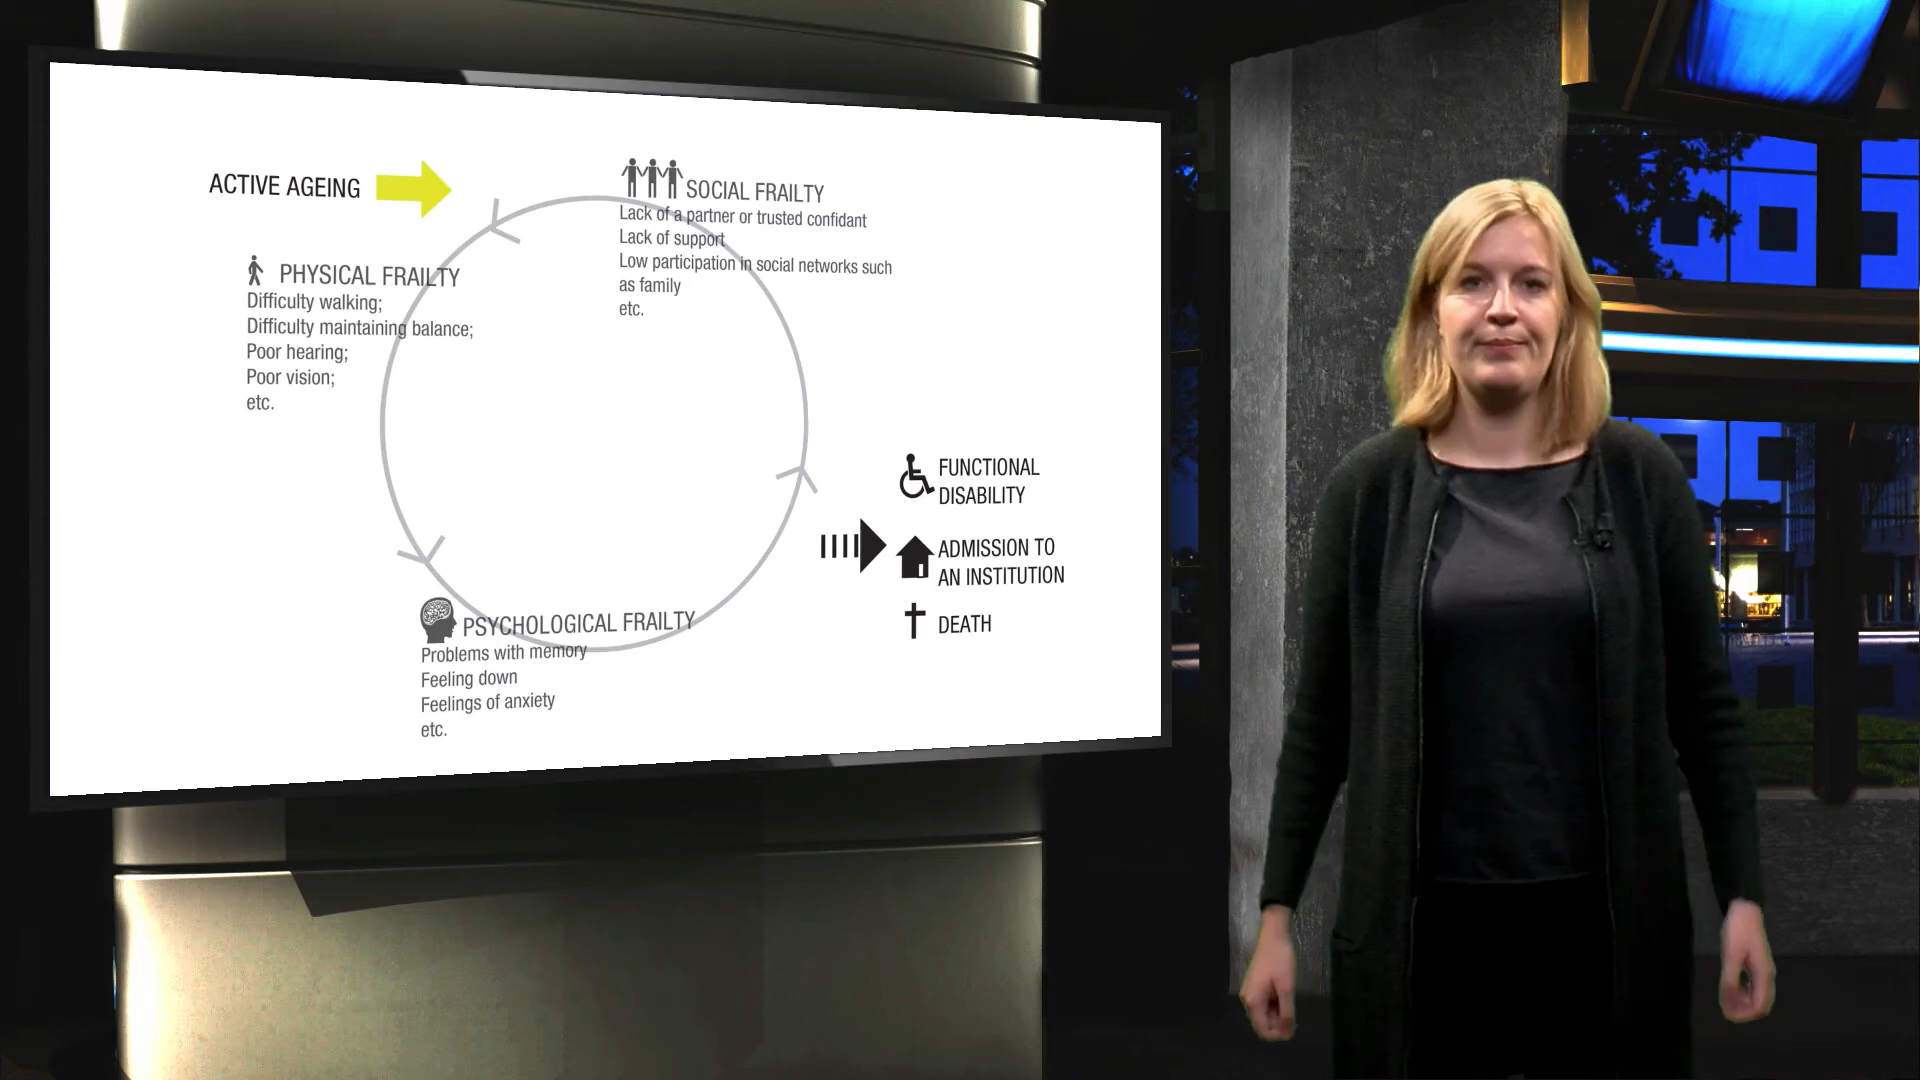 ACTIVE AGEING
SOCIAL FRAILTY
Lack of a partner or trusted confidant
Lack of support
Low participation in social networks such
as family
etc.
PHYSICAL FRAILTY
Difficulty walking;
Difficulty maintaining balance;
Poor hearing;
Poor vision;
etc.
FUNCTIONAL
DISABILITY
ADMISSION TO
AN INSTITUTION
DEATH
PSYCHOLOGICAL FRAILTY
Problems with memory
Feeling down
Feelings of anxiety
etc.